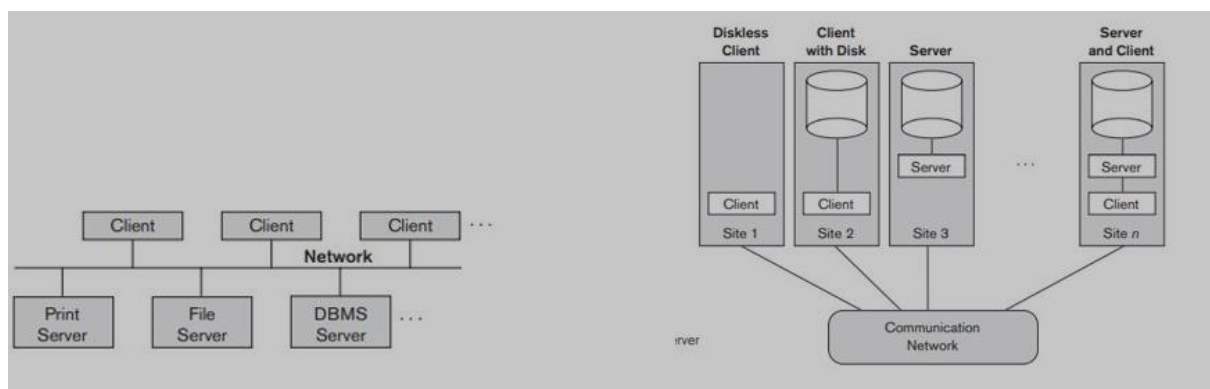 Client
Client
Client
...
Network
Print
Server
File
Server
DBMS
Server
...
Diskless
Client
Client
with Disk
Server
Server
and Client
Server
...
Server
Client
Client
Client
Site 1
Site 2
Site 3
Site n
Communication
Network